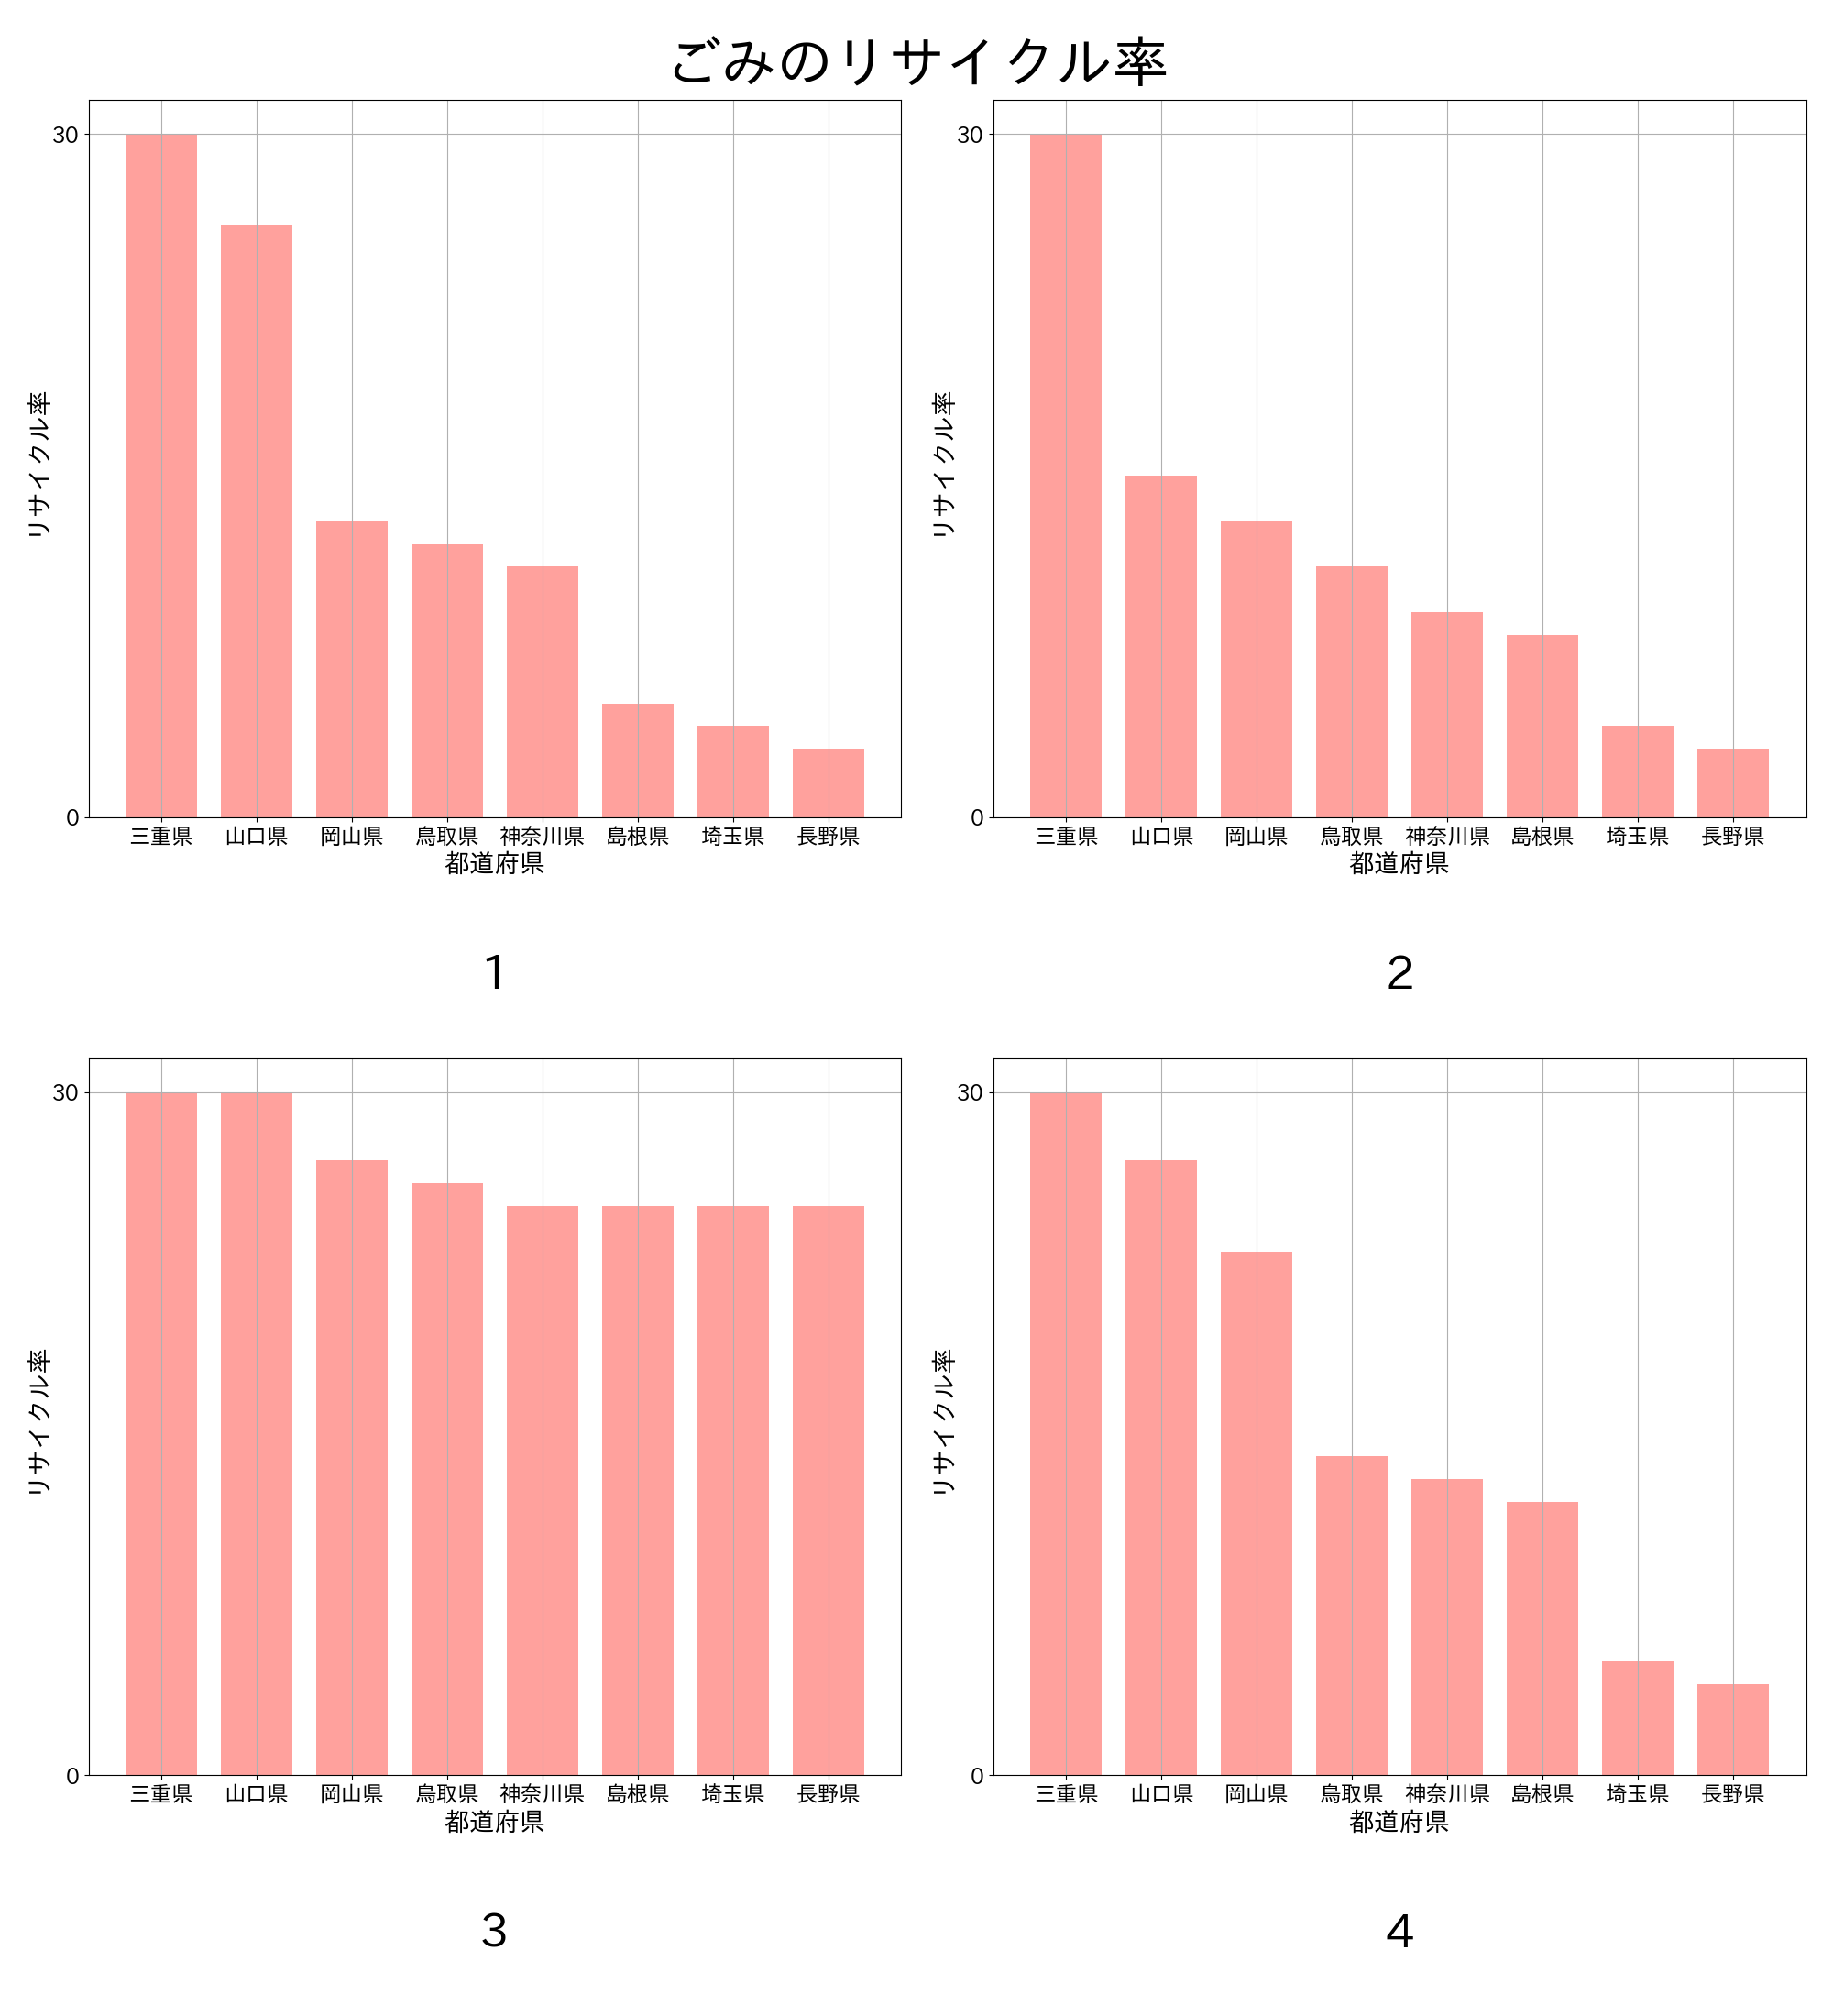 ごみのリサイクル率
30
0
リサイクル率
三重県 山口県 岡山県 鳥取県 神奈川県 島根県 埼玉県 長野県
都道府県
1
30
0
リサイクル率
三重県 山口県 岡山県 鳥取県 神奈川県 島根県 埼玉県 長野県
都道府県
2
30
0
リサイクル率
三重県 山口県 岡山県 鳥取県 神奈川県 島根県 埼玉県 長野県
都道府県
3
30
0
リサイクル率
三重県 山口県 岡山県 鳥取県 神奈川県 島根県 埼玉県 長野県
都道府県
4